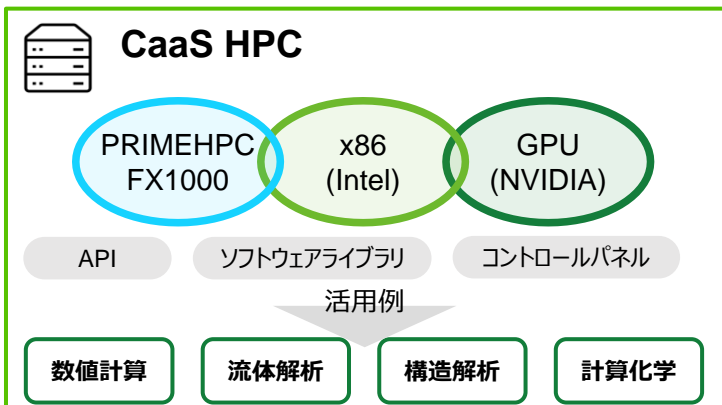 CaaS HPC
PRIMEHPC
FX1000
x86
(Intel)
GPU
(NVIDIA)
API
ソフトウェアライブラリ
コントロールパネル
活用例
数値計算
流体解析
構造解析
計算化学